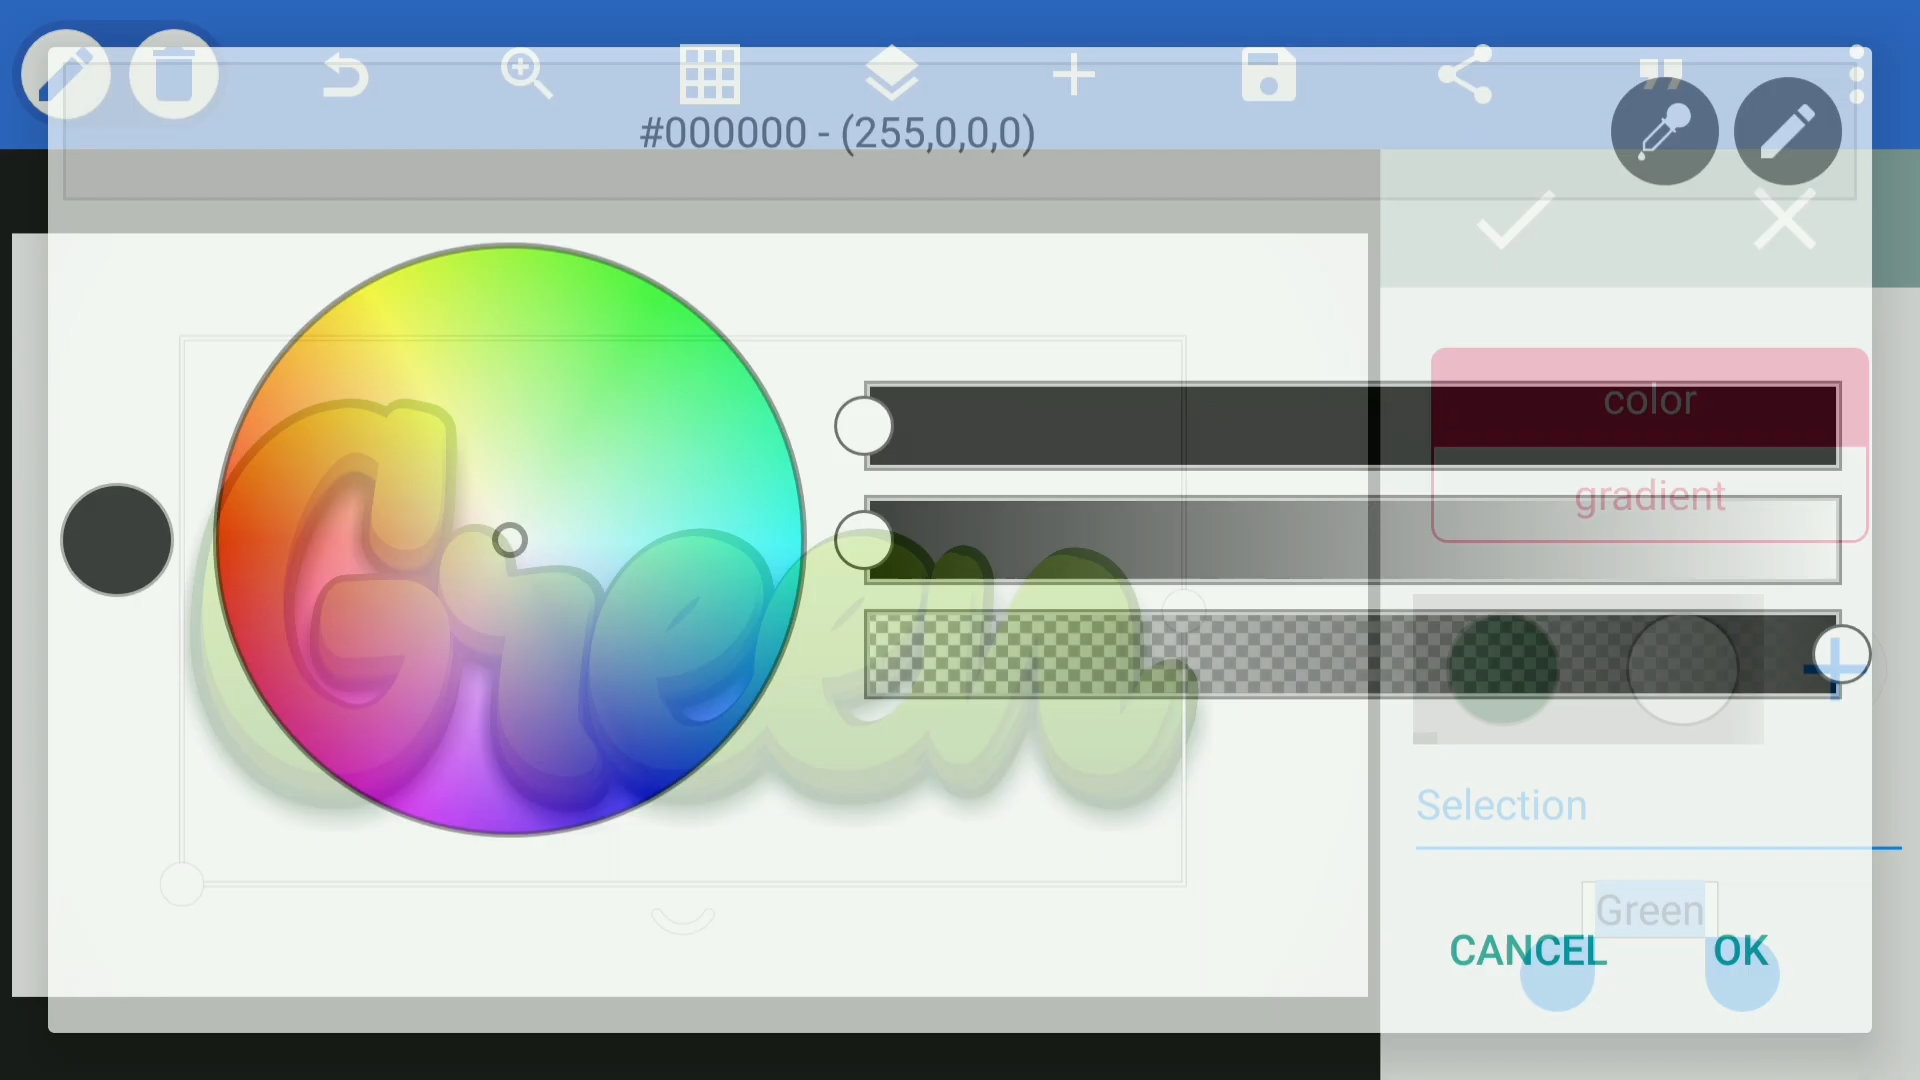 #000000 - (255,0,0,0)
color
gradient
Green
Selection
Green
CANCEL
OK